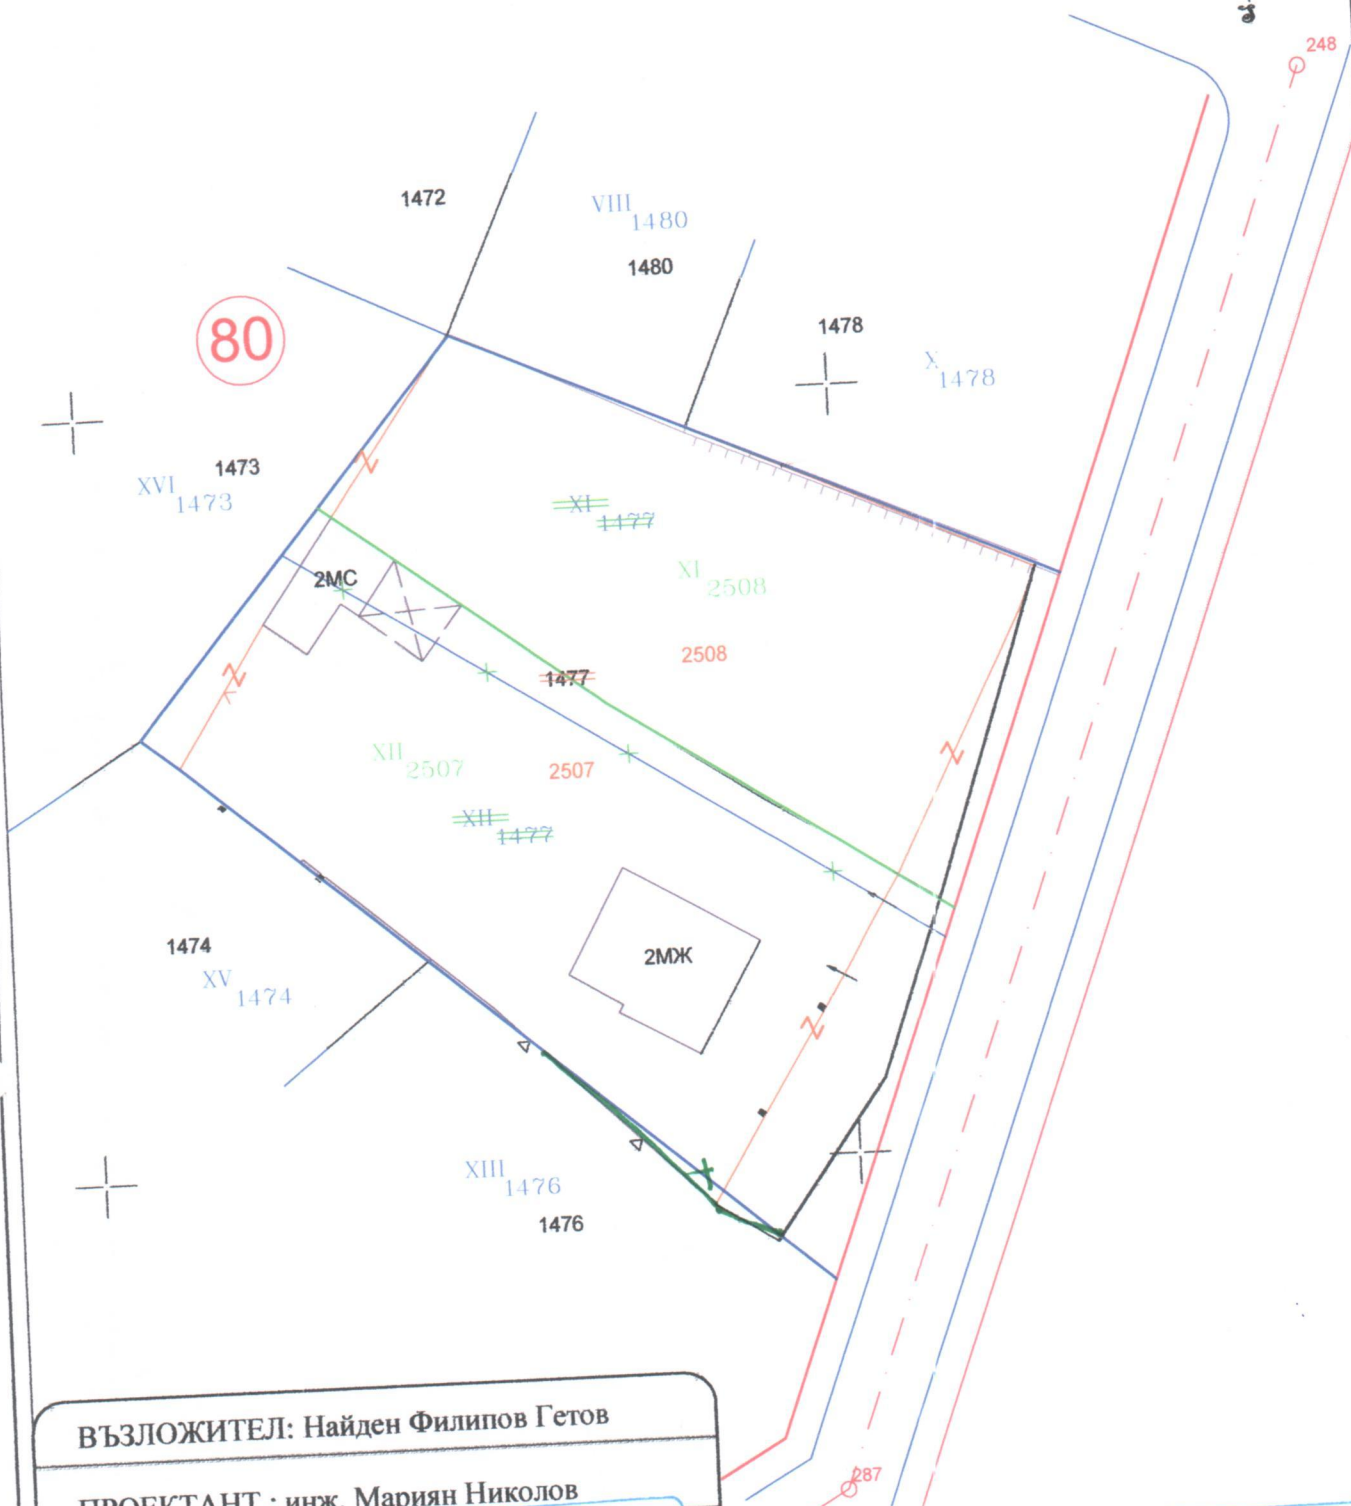 248
1472
VIII 1480
1480
1478
X 1478
80
1473
XVI 1473
XI 1477
2МС
XI 2508
2508
1477
XII 2507
2507
XII 1477
1474
XV 1474
2МЖ
XIII 1476
1476
ВЪЗЛОЖИТЕЛ: Найден Филипов Гетов
287
ПРОЕКТАНТ : инж. Мариян Николов